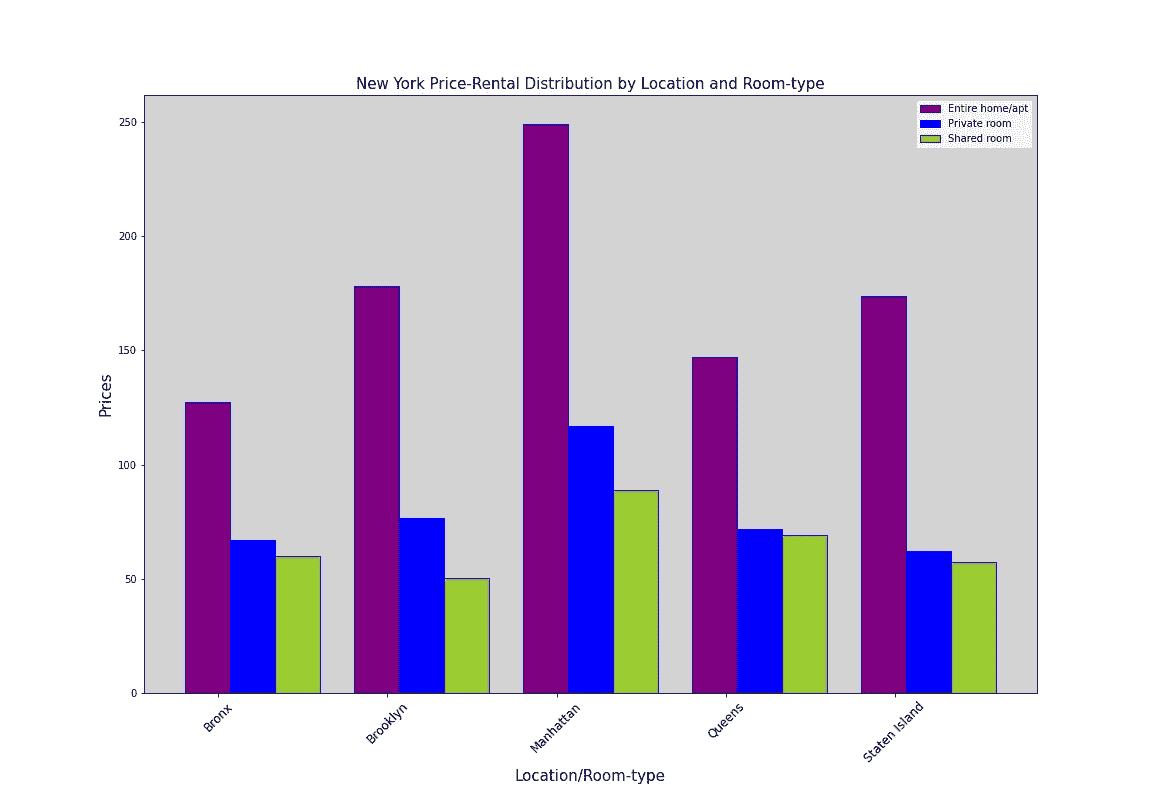 New York Price-Rental Distribution by Location and Room-type
Entire home/apt
Private room
Shared room
250
200
150
100
50
0
Prices
Bronx
Brooklyn
Manhattan
Queens
Staten Island
Location/Room-type